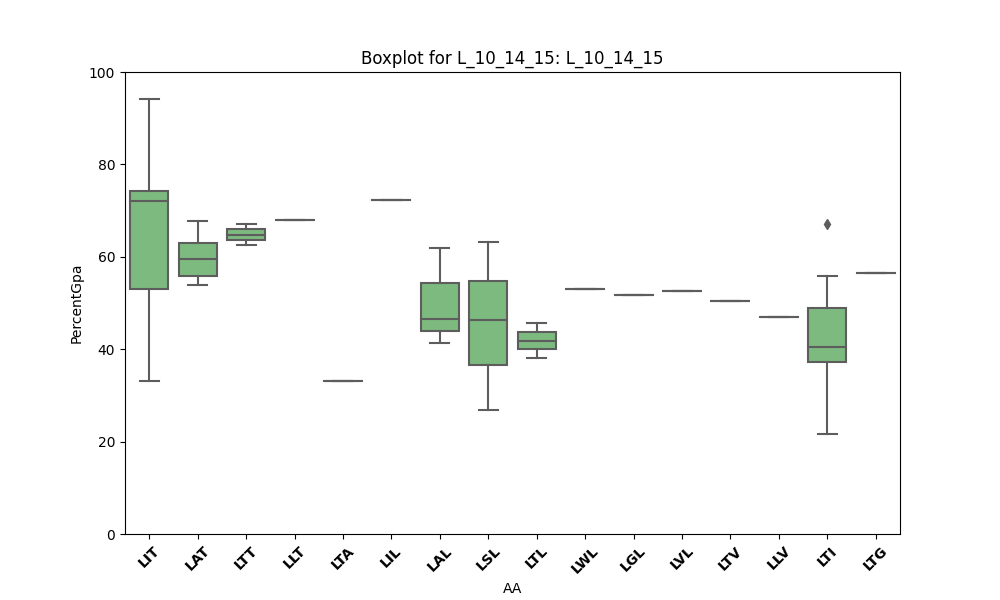 Boxplot for L_10_14_15: L_10_14_15
100
80
60
40
20
0
PercentGpa
LIT LAT LTT LLT LTA LIL LAL LSL LTL LWL LGL LVL LTV LLV LTI LTG
AA